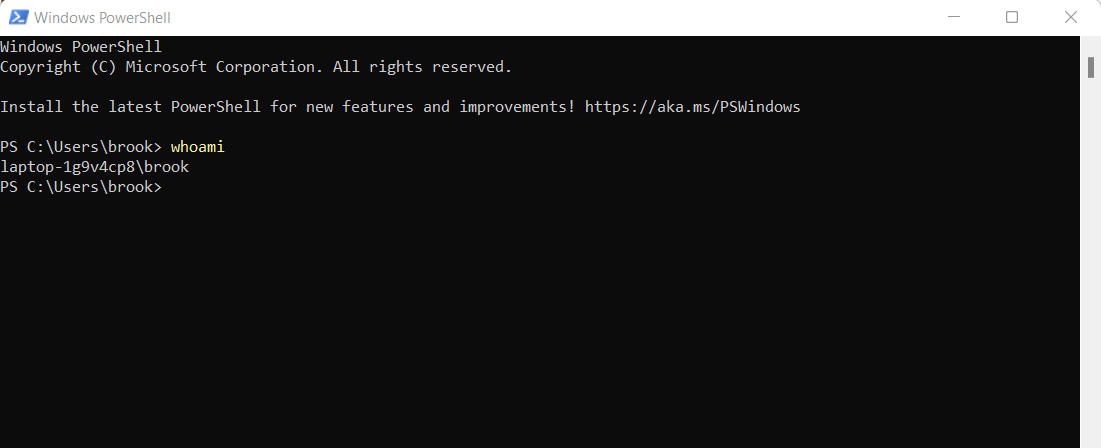 Windows PowerShell
Windows PowerShell
Copyright (C) Microsoft Corporation. All rights reserved.
Install the latest PowerShell for new features and improvements! https://aka.ms/PSWindows
PS C:\Users\brook> whoami
laptop-1g9v4cp8\brook
PS C:\Users\brook>